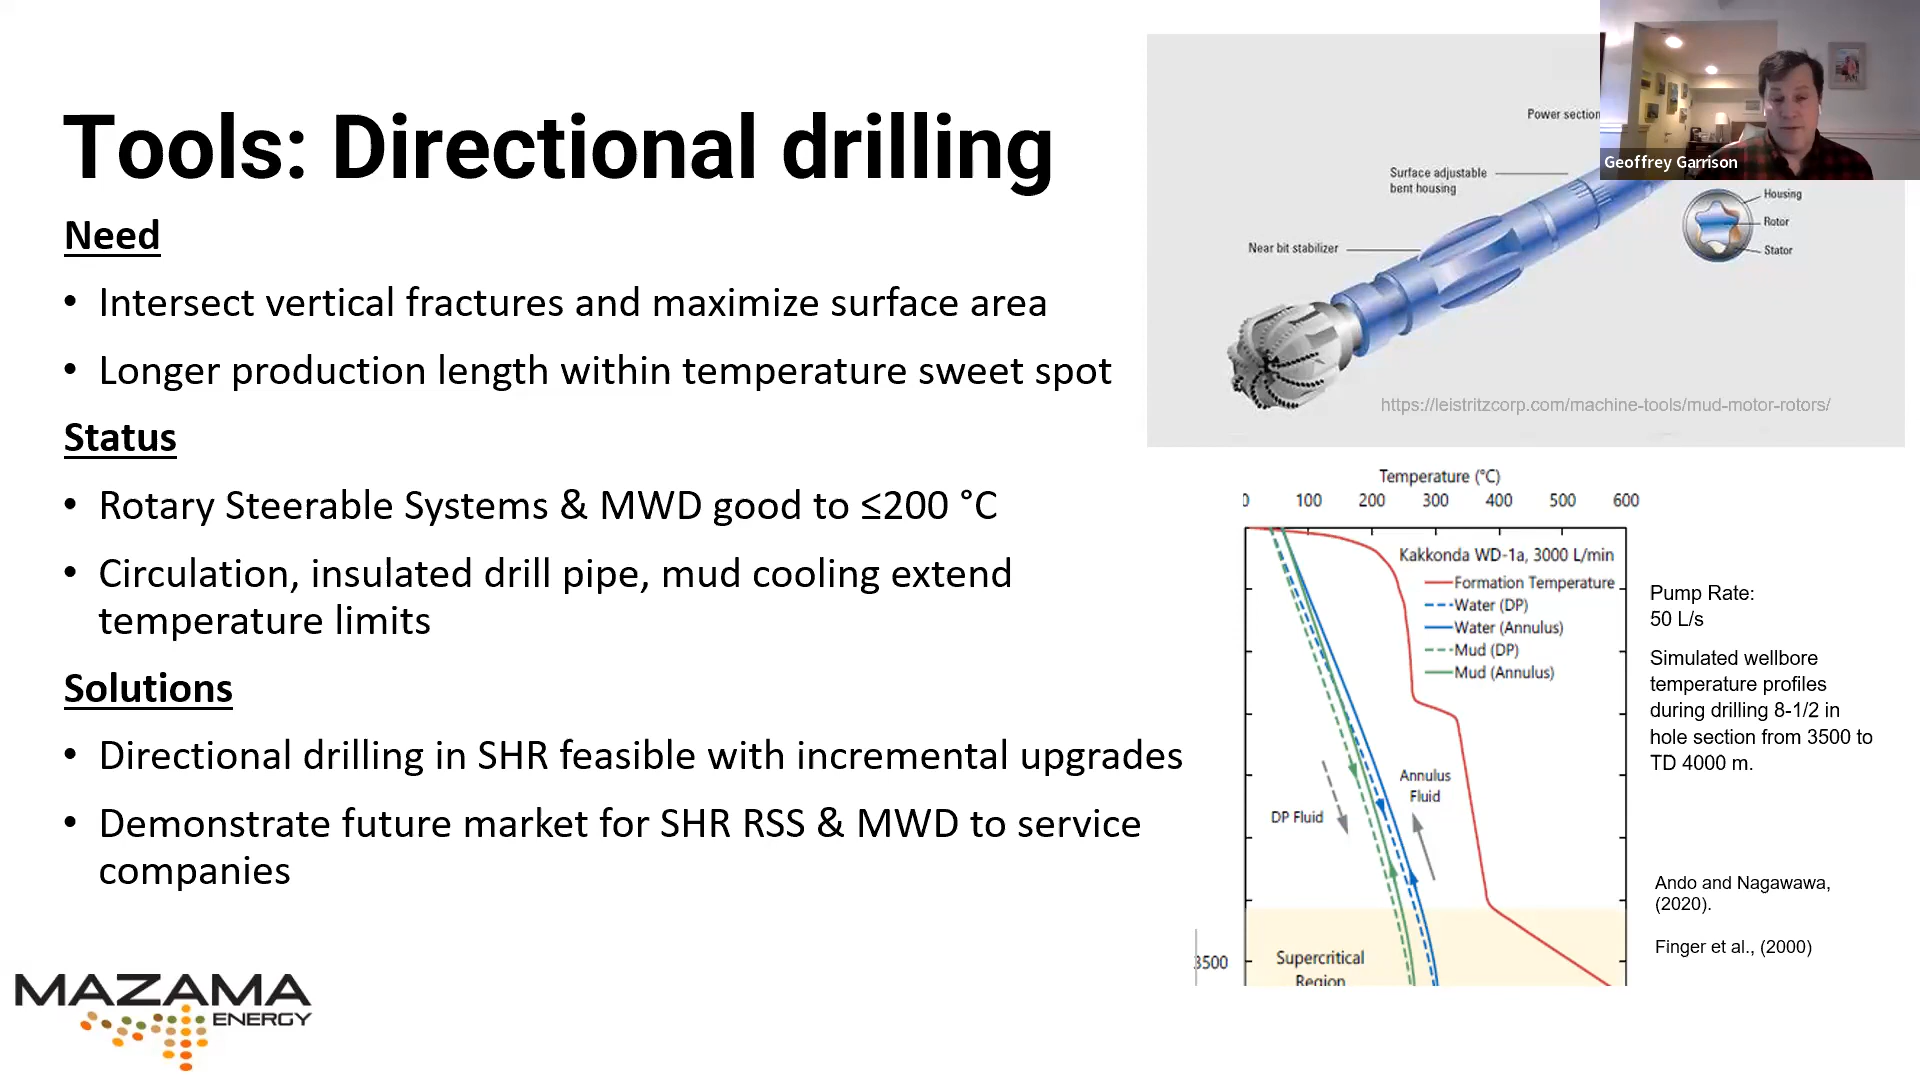 Tools: Directional drilling
Need
• Intersect vertical fractures and maximize surface area
• Longer production length within temperature sweet spot
Status
• Rotary Steerable Systems & MWD good to ≤200 °C
• Circulation, insulated drill pipe, mud cooling extend
temperature limits
Solutions
• Directional drilling in SHR feasible with incremental upgrades
• Demonstrate future market for SHR RSS & MWD to service
companies
MAZAMA
ENERGY
Power section
Surface adjustable
bent housing
Near bit stabilizer
Housing
Rotor
Stator
https://leistritzcorp.com/machine-tools/mud-motor-rotors/
Geoffrey Garrison
Temperature (°C)
0 100 200 300 400 500 600
Kakkonda WD-1a, 3000 L/min
Formation Temperature
Water (DP)
Water (Annulus)
Mud (DP)
Mud (Annulus)
Annulus
Fluid
DP Fluid
3500
Supercritical
Region
Pump Rate:
50 L/s
Simulated wellbore
temperature profiles
during drilling 8-1/2 in
hole section from 3500 to
TD 4000 m.
Ando and Nagawawa,
(2020).
Finger et al., (2000)